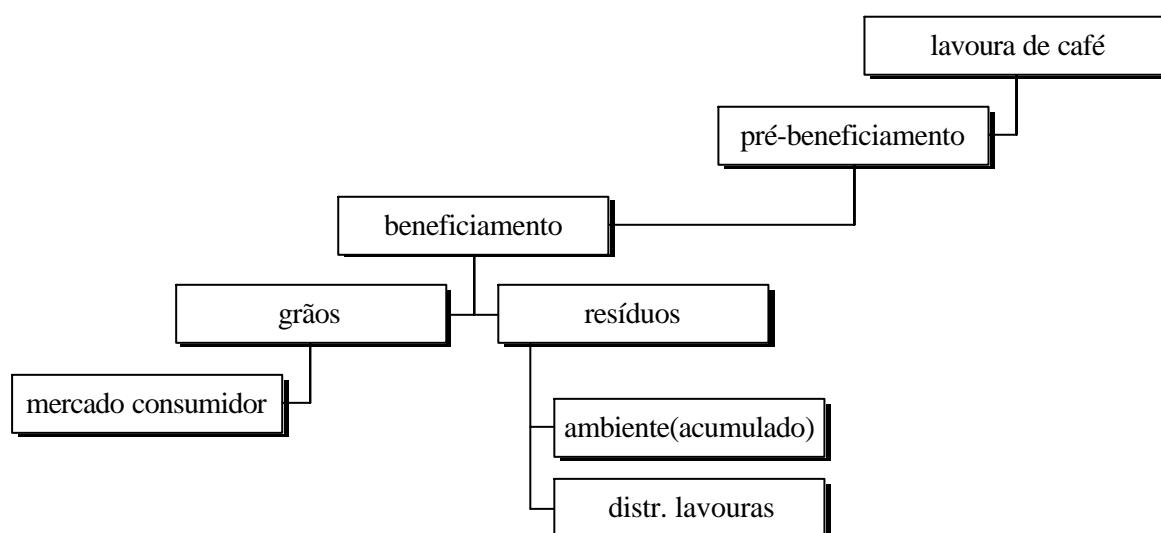 lavoura de café
pré-beneficiamento
beneficiamento
grãos
resíduos
mercado consumidor
ambiente(acumulado)
distr. lavouras